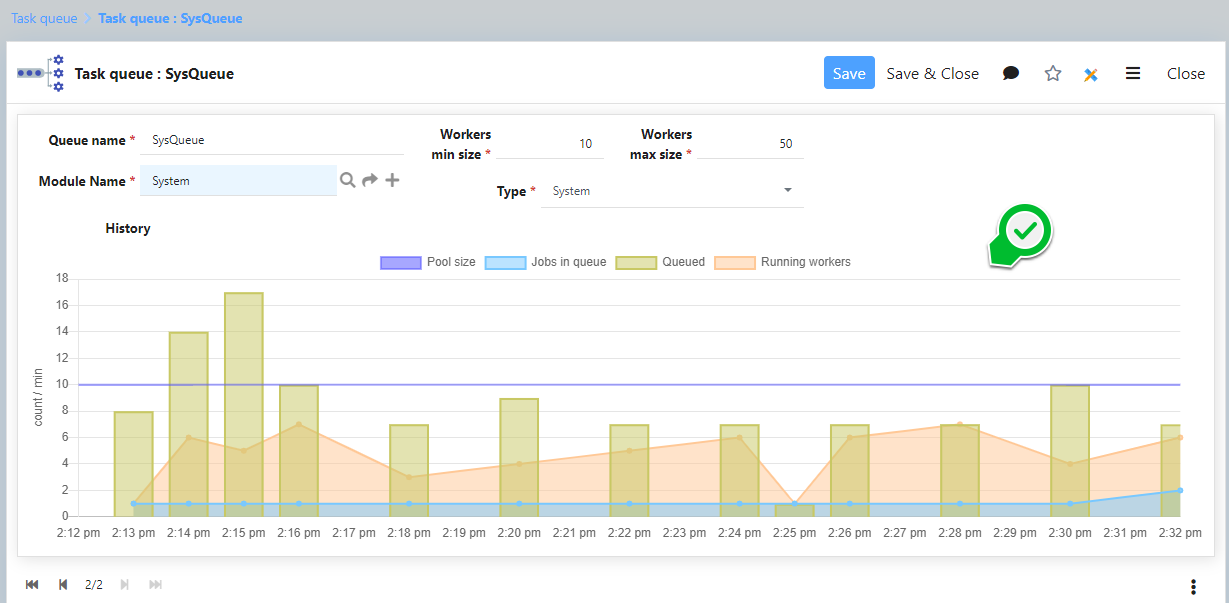 Task queue > Task queue : SysQueue
Task queue : SysQueue Save Save & Close Close
Queue name * SysQueue Workers min size * 10 Workers max size * 50
Module Name * System Type * System
History
Pool size Jobs in queue Queued Running workers
count / min
18
16
14
12
10
8
6
4
2
0
2:12 pm 2:13 pm 2:14 pm 2:15 pm 2:16 pm 2:17 pm 2:18 pm 2:19 pm 2:20 pm 2:21 pm 2:22 pm 2:23 pm 2:24 pm 2:25 pm 2:26 pm 2:27 pm 2:28 pm 2:29 pm 2:30 pm 2:31 pm 2:32 pm
2/2